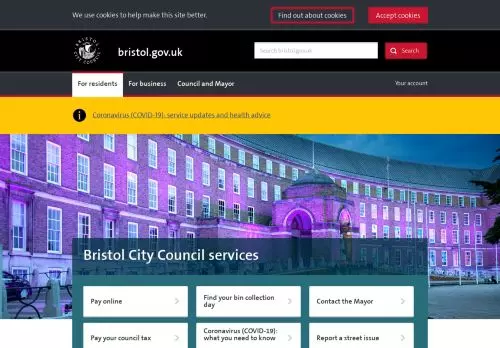 We use cookies to help make this site better.
Find out about cookies
Accept cookies
BRISTOL
CITY COUNCIL
bristol.gov.uk
Search bristol.gov.uk
Search
For residents
For business
Council and Mayor
Your account
Coronavirus (COVID-19): service updates and health advice
Bristol City Council services
Pay online
Find your bin collection
day
Contact the Mayor
Pay your council tax
Coronavirus (COVID-19):
what you need to know
Report a street issue